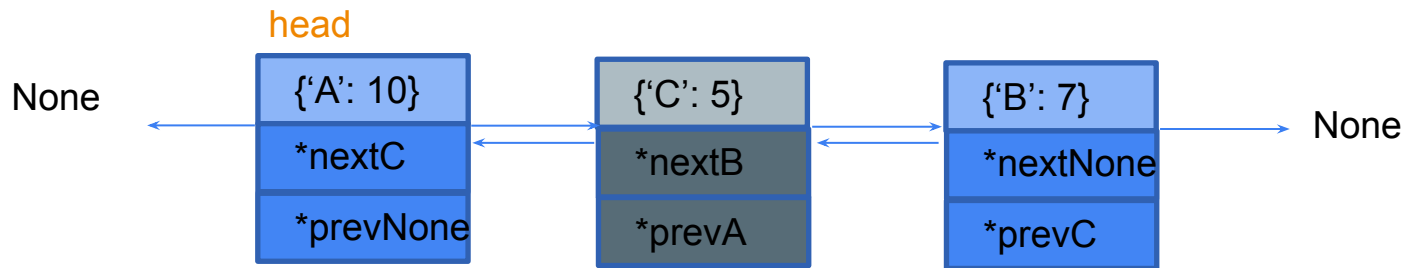 head
None
{‘A’: 10}
*nextC
*prevNone
{‘C’: 5}
*nextB
*prevA
{‘B’: 7}
*nextNone
*prevC
None